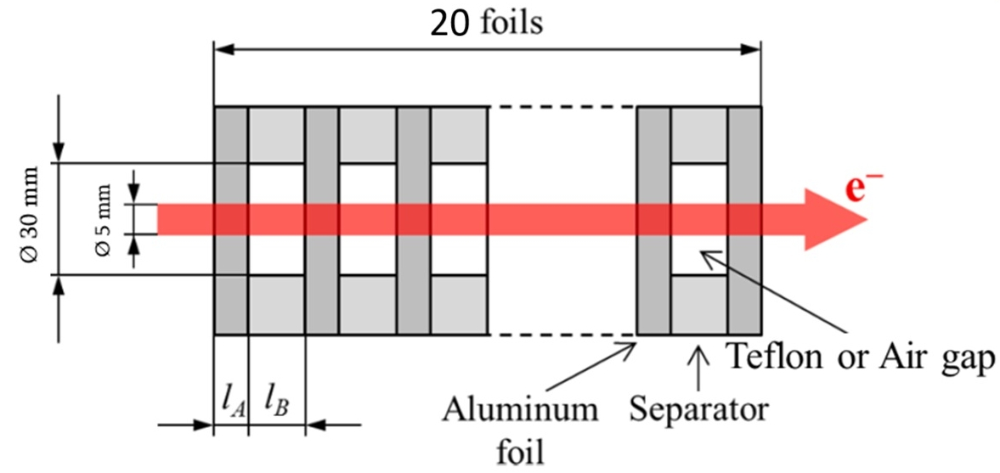 20 foils
Ø 30 mm
Ø 5 mm
e⁻
l_A
l_B
Teflon or Air gap
Aluminum
foil
Separator